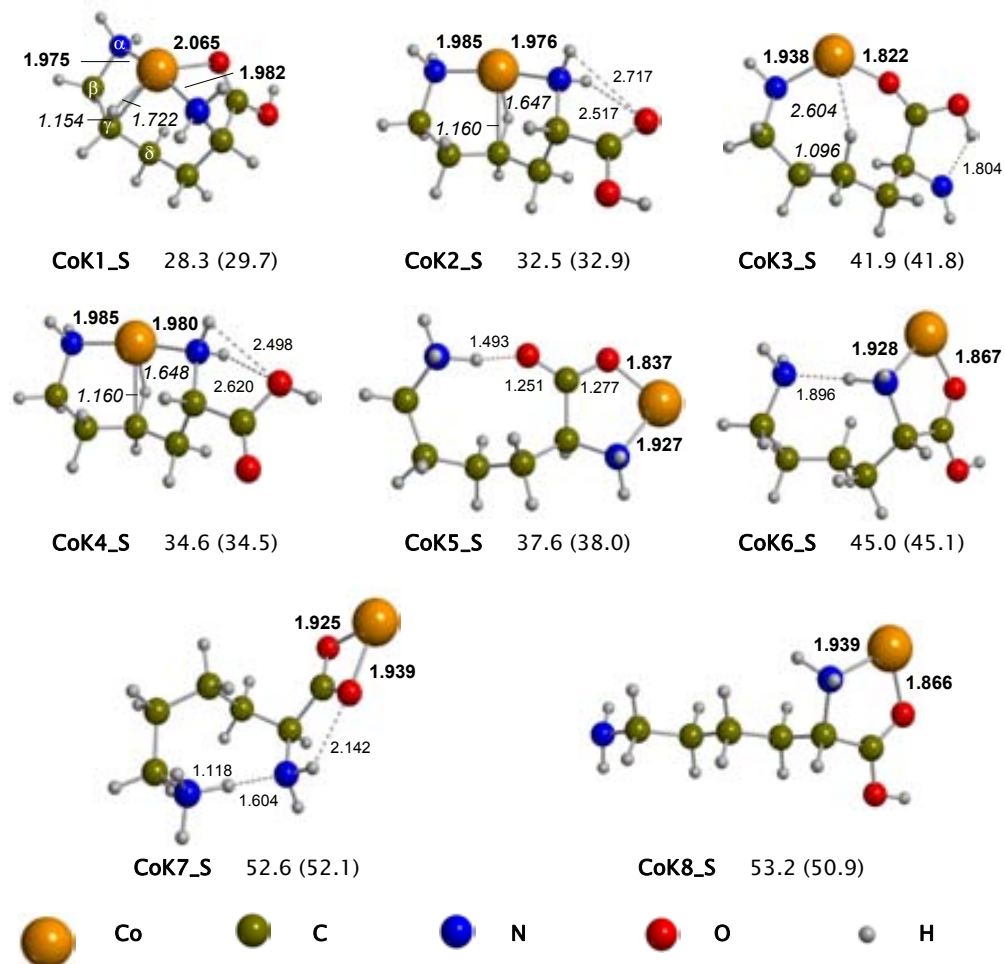 α
1.975
2.065
1.982
β
γ
1.154
1.722
δ
CoK1_S 28.3 (29.7)
1.985 1.976
2.717
1.647
2.517
1.160
CoK2_S 32.5 (32.9)
1.938 1.822
2.604
1.096
1.804
CoK3_S 41.9 (41.8)
1.985 1.980
2.498
1.648
2.620
1.160
CoK4_S 34.6 (34.5)
1.493
1.251
1.277
1.837
1.927
CoK5_S 37.6 (38.0)
1.928
1.867
1.896
CoK6_S 45.0 (45.1)
1.925
1.939
2.142
1.118
1.604
CoK7_S 52.6 (52.1)
1.939
1.866
CoK8_S 53.2 (50.9)
Co C N O H